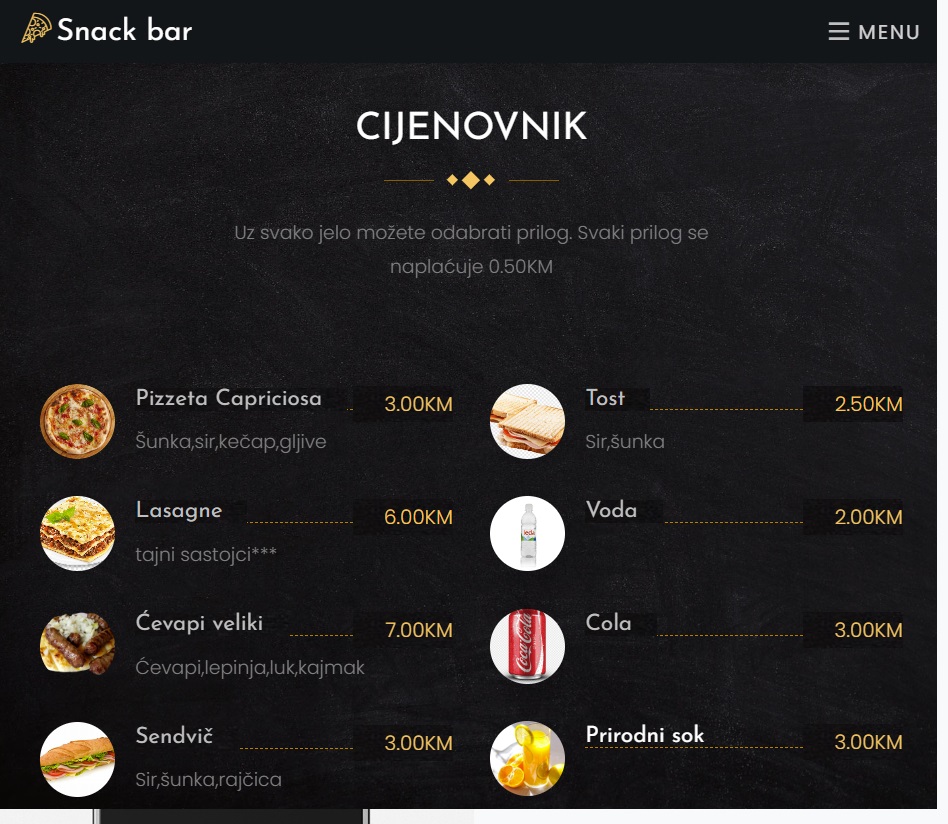 Snack bar
MENU
CIJENOVNIK
Uz svako jelo možete odabrati prilog. Svaki prilog se
naplaćuje 0.50KM
Pizzeta Capriciosa 3.00KM
Šunka,sir,kečap,gljive
Tost 2.50KM
Sir,šunka
Lasagne 6.00KM
tajni sastojci***
Voda 2.00KM
Ćevapi veliki 7.00KM
Ćevapi,lepinja,luk,kajmak
Cola 3.00KM
Coca-Cola
Sendvič 3.00KM
Sir,šunka,rajčica
Prirodni sok 3.00KM